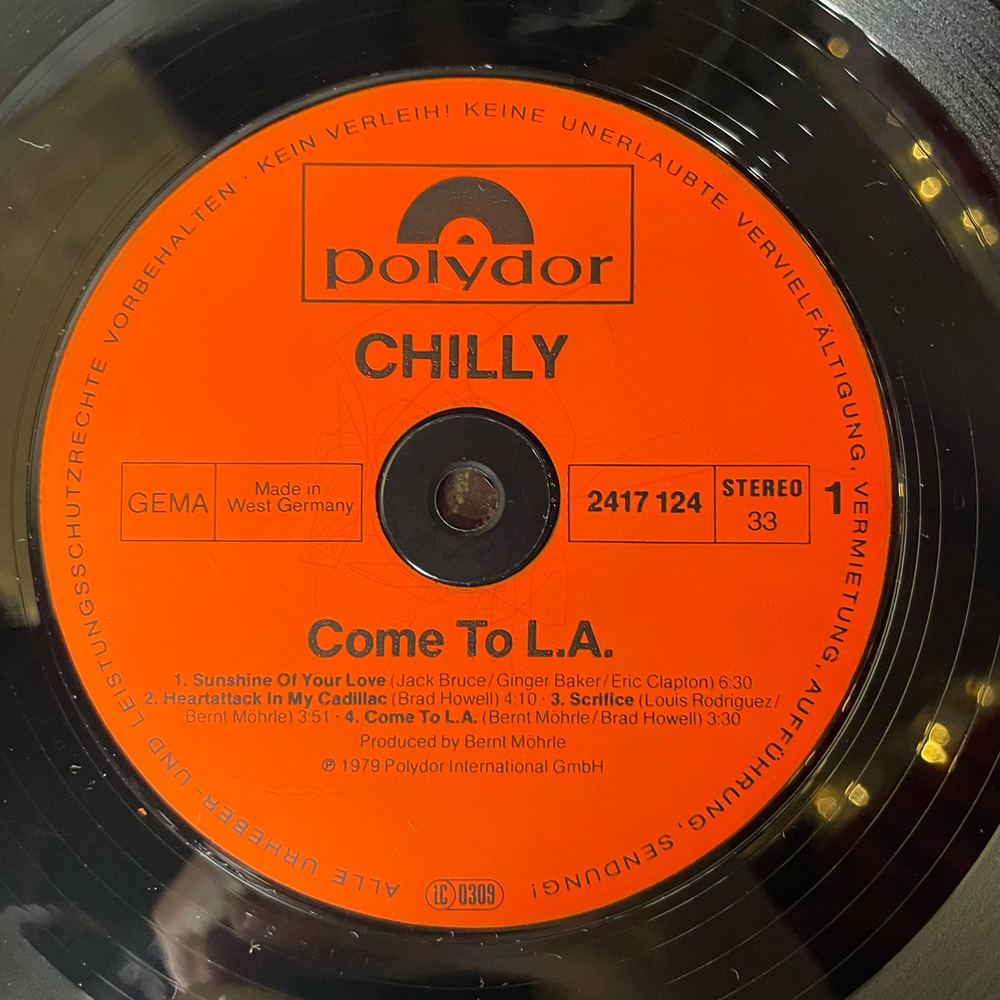 ALLE URHEBER- UND LEISTUNGSSCHUTZRECHTE VORBEHALTEN · KEIN VERLEIH! KEINE UNERLAUBTE VERVIELFÄLTIGUNG, VERMIETUNG, AUFFÜHRUNG, SENDUNG!
polydor
CHILLY
GEMA
Made in
West Germany
2417 124
STEREO
33
1
Come To L.A.
1. Sunshine Of Your Love (Jack Bruce/Ginger Baker/Eric Clapton) 6:30
2. Heartattack In My Cadillac (Brad Howell) 4:10 · 3. Scrifice (Louis Rodriguez/
Bernt Möhrle) 3:51 · 4. Come To L.A. (Bernt Möhrle/Brad Howell) 3:30
Produced by Bernt Möhrle
℗ 1979 Polydor International GmbH
LC 0309